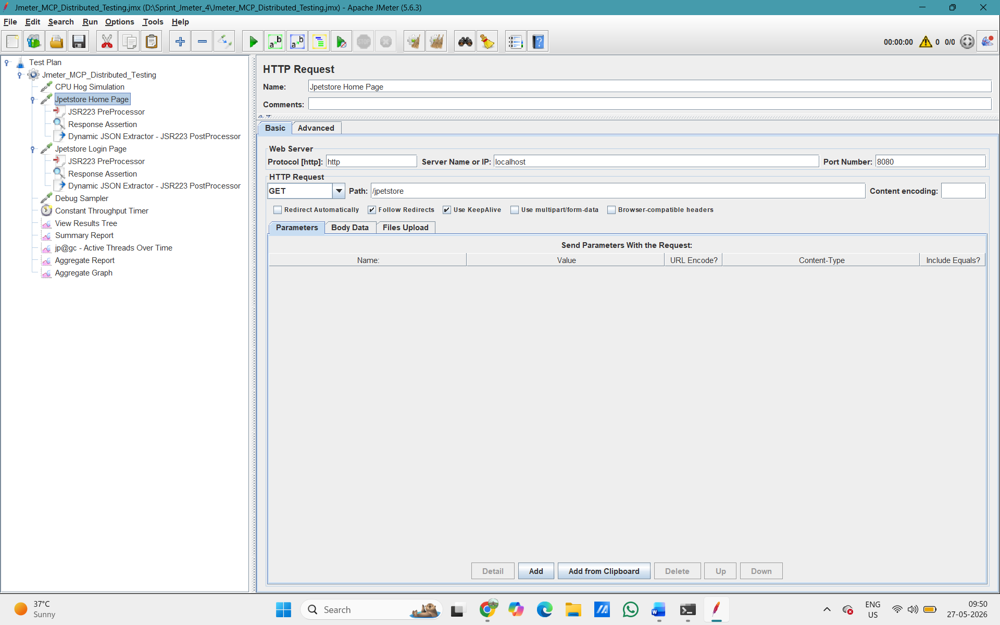 Jmeter_MCP_Distributed_Testing.jmx (D:\Sprint_Jmeter_4\Jmeter_MCP_Distributed_Testing.jmx) - Apache JMeter (5.6.3)
File Edit Search Run Options Tools Help
00:00:00 0 0/0
Test Plan
Jmeter_MCP_Distributed_Testing
CPU Hog Simulation
Jpetstore Home Page
JSR223 PreProcessor
Response Assertion
Dynamic JSON Extractor - JSR223 PostProcessor
Jpetstore Login Page
JSR223 PreProcessor
Response Assertion
Dynamic JSON Extractor - JSR223 PostProcessor
Debug Sampler
Constant Throughput Timer
View Results Tree
Summary Report
jp@gc - Active Threads Over Time
Aggregate Report
Aggregate Graph
HTTP Request
Name: Jpetstore Home Page
Comments:
Basic Advanced
Web Server
Protocol [http]: http Server Name or IP: localhost Port Number: 8080
HTTP Request
GET Path: /jpetstore Content encoding:
Redirect Automatically Follow Redirects Use KeepAlive Use multipart/form-data Browser-compatible headers
Parameters Body Data Files Upload
Send Parameters With the Request:
Name: Value URL Encode? Content-Type Include Equals?
Detail Add Add from Clipboard Delete Up Down
37°C
Sunny
Search
ENG
US
09:50
27-05-2026